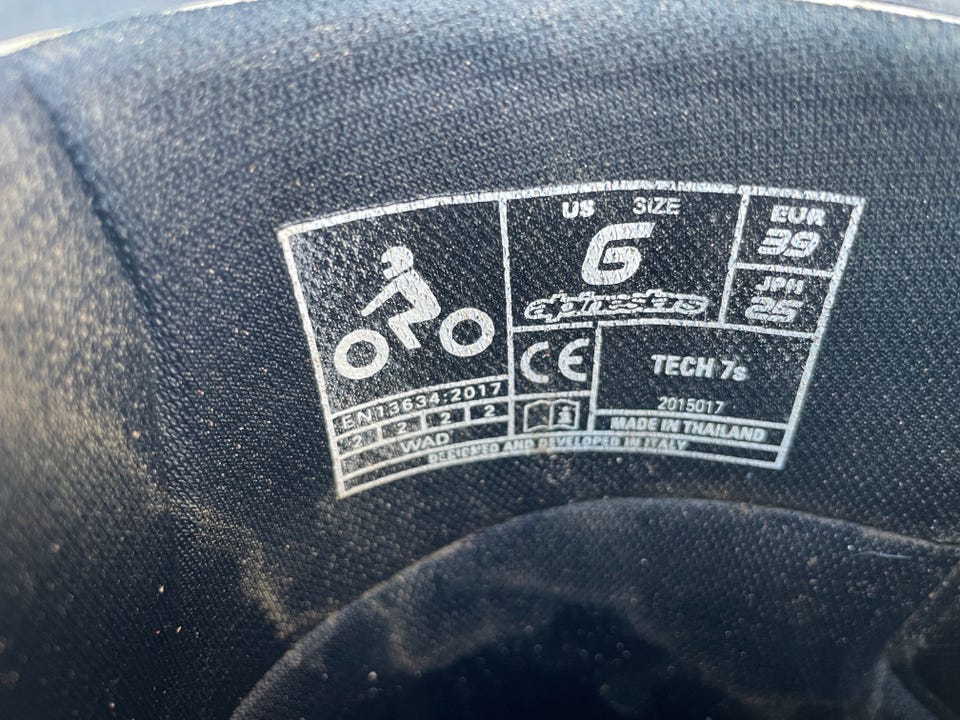 US SIZE
6
alpinestars
EUR
39
JPN
25
CE
TECH 7s
2015017
MADE IN THAILAND
EN13634:2017
2 2 2 2
WAD
DESIGNED AND DEVELOPED IN ITALY